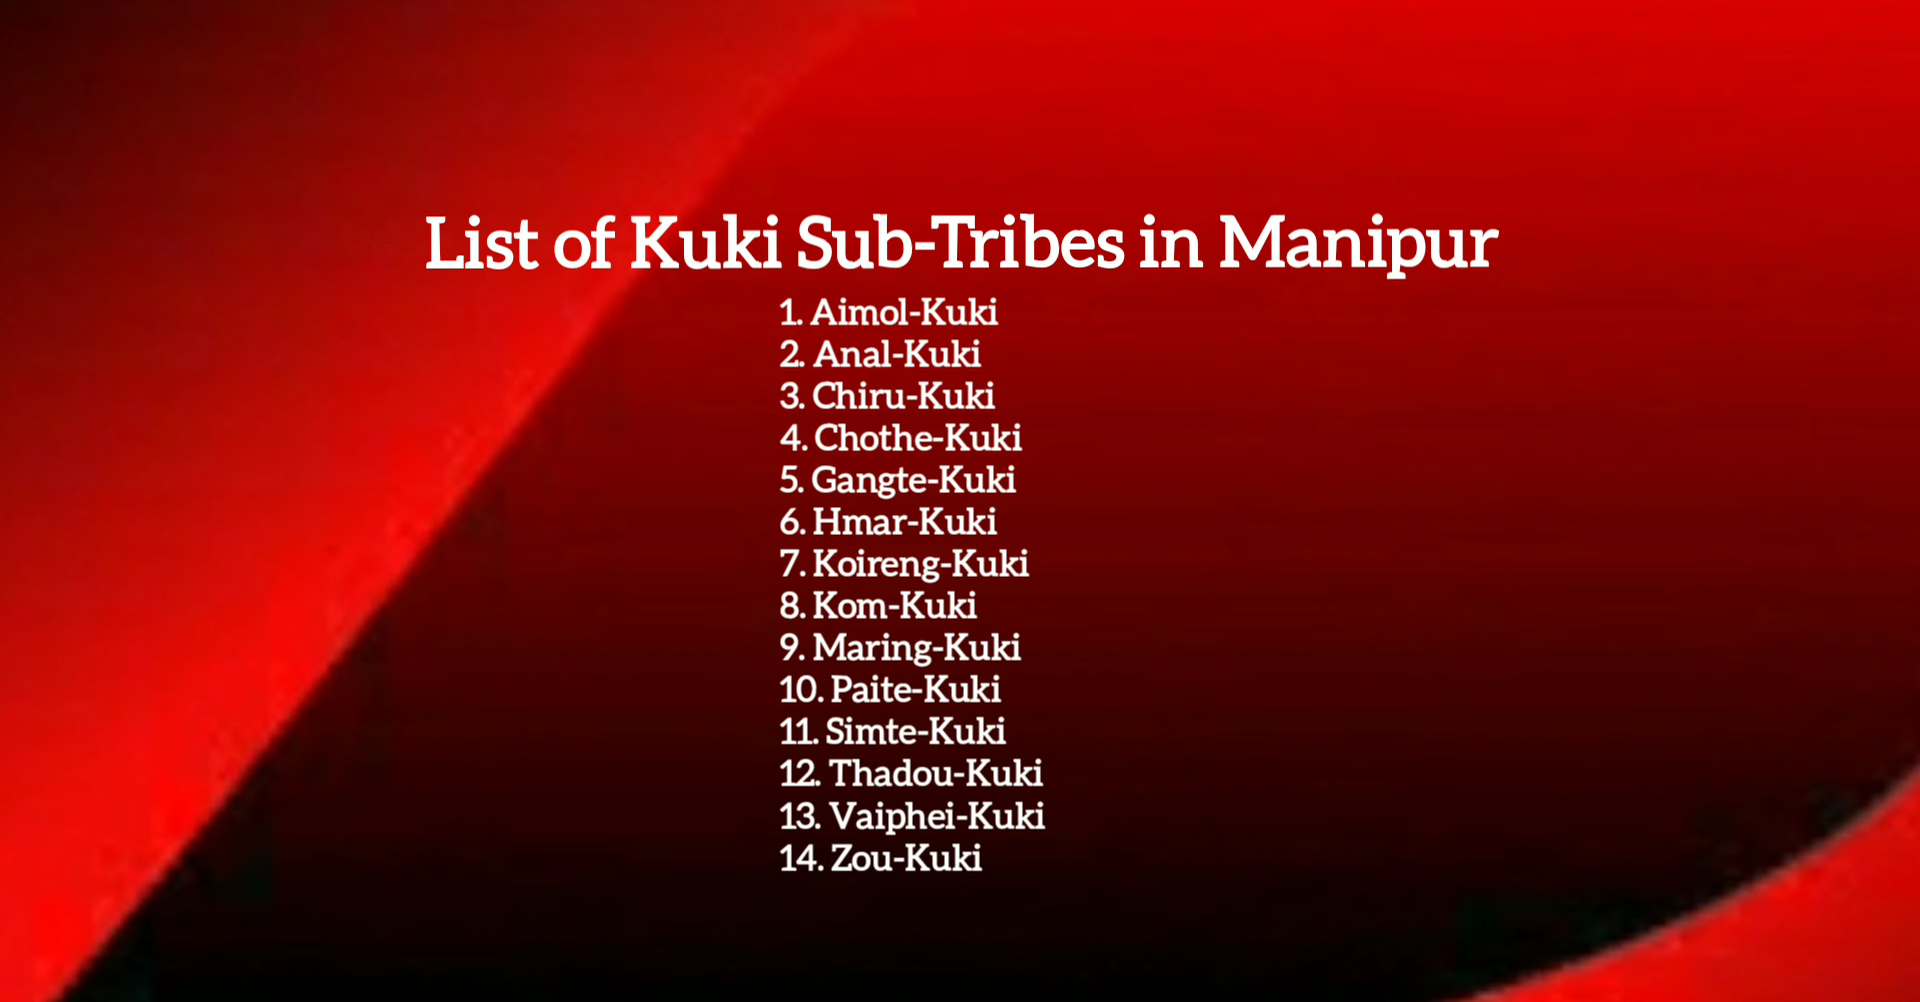 List of Kuki Sub-Tribes in Manipur
1. Aimol-Kuki
2. Anal-Kuki
3. Chiru-Kuki
4. Chothe-Kuki
5. Gangte-Kuki
6. Hmar-Kuki
7. Koireng-Kuki
8. Kom-Kuki
9. Maring-Kuki
10. Paite-Kuki
11. Simte-Kuki
12. Thadou-Kuki
13. Vaiphei-Kuki
14. Zou-Kuki